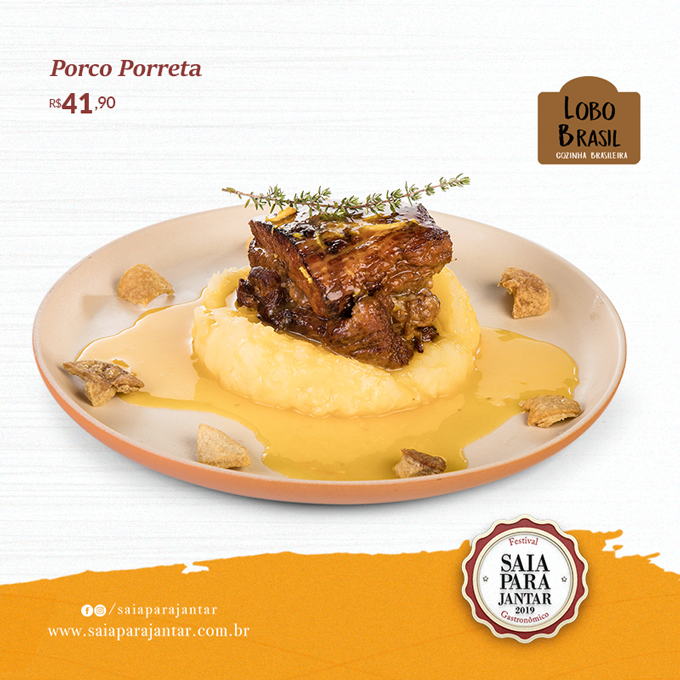 Porco Porreta
R$41,90
LOBO
BRASIL
COZINHA BRASILEIRA
Festival
SAIA
PARA
JANTAR
2019
Gastronômico
/saiaparajantar
www.saiaparajantar.com.br